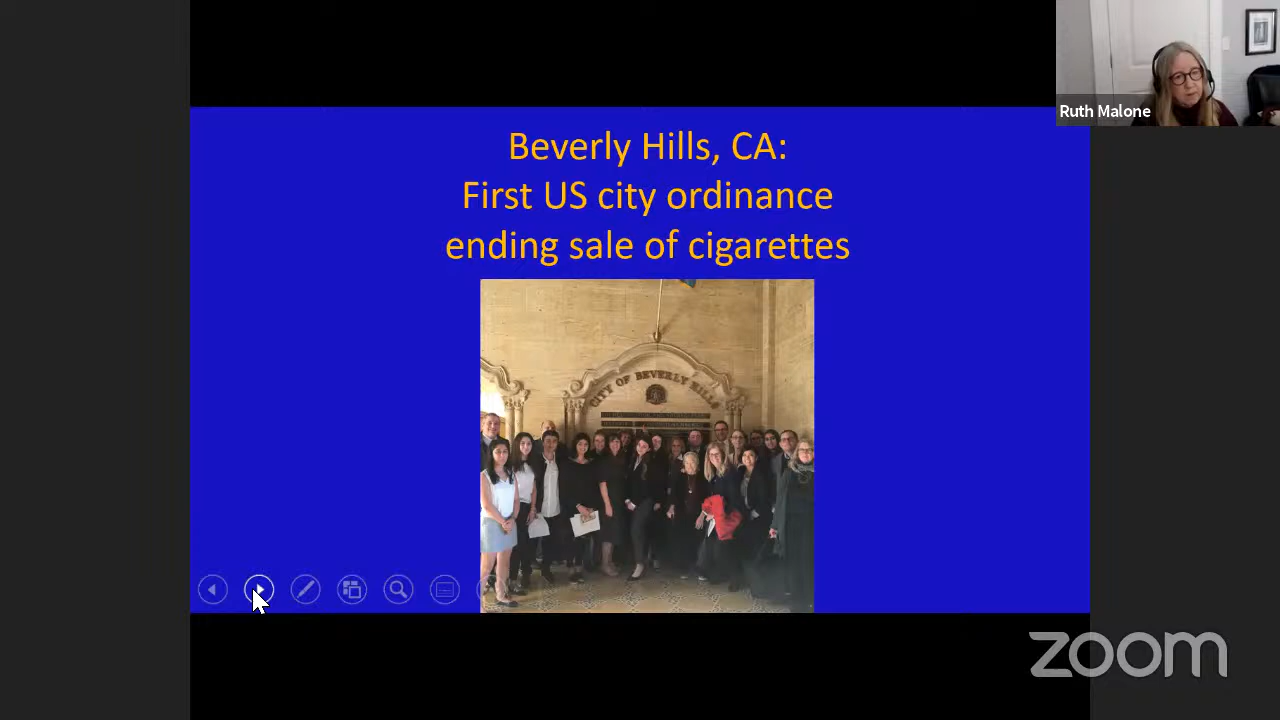 Ruth Malone
Beverly Hills, CA:
First US city ordinance
ending sale of cigarettes
CITY OF BEVERLY HILLS
zoom